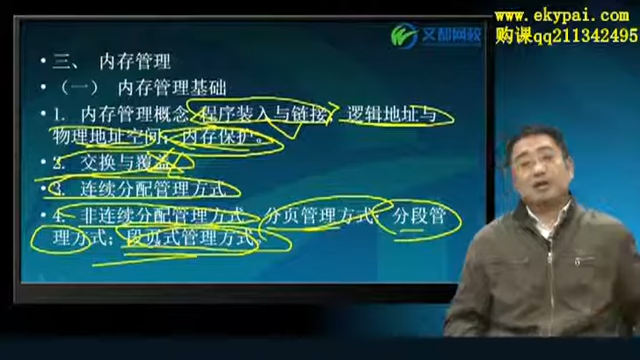 www.ekypai.com
购课qq211342495
文都网校
三、 内存管理
（一） 内存管理基础
1. 内存管理概念 程序装入与链接，逻辑地址与
物理地址空间；内存保护。
2. 交换与覆盖
3. 连续分配管理方式
4. 非连续分配管理方式 分页管理方式 分段管
理方式；段页式管理方式。